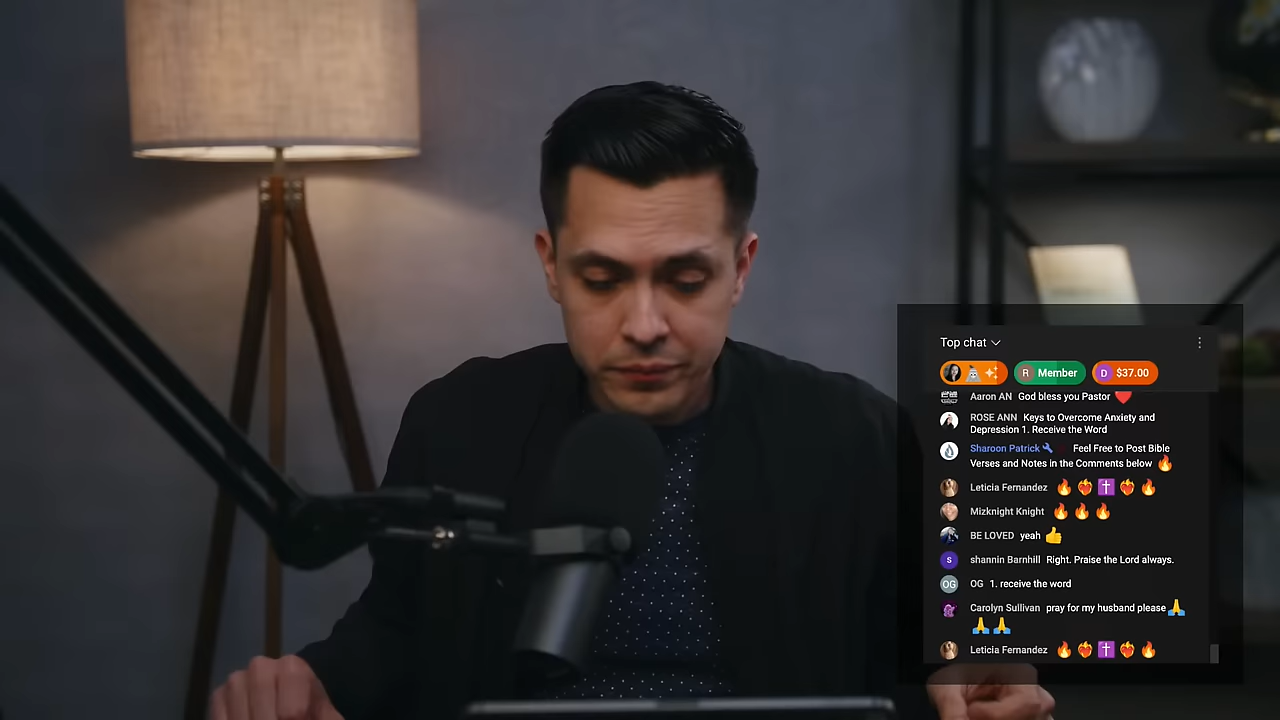 Top chat
R Member
D $37.00
Aaron AN God bless you Pastor
ROSE ANN Keys to Overcome Anxiety and
Depression 1. Receive the Word
Sharoon Patrick Feel Free to Post Bible
Verses and Notes in the Comments below
Leticia Fernandez
Mizknight Knight
BE LOVED yeah
S shannin Barnhill Right. Praise the Lord always.
OG OG 1. receive the word
Carolyn Sullivan pray for my husband please
Leticia Fernandez